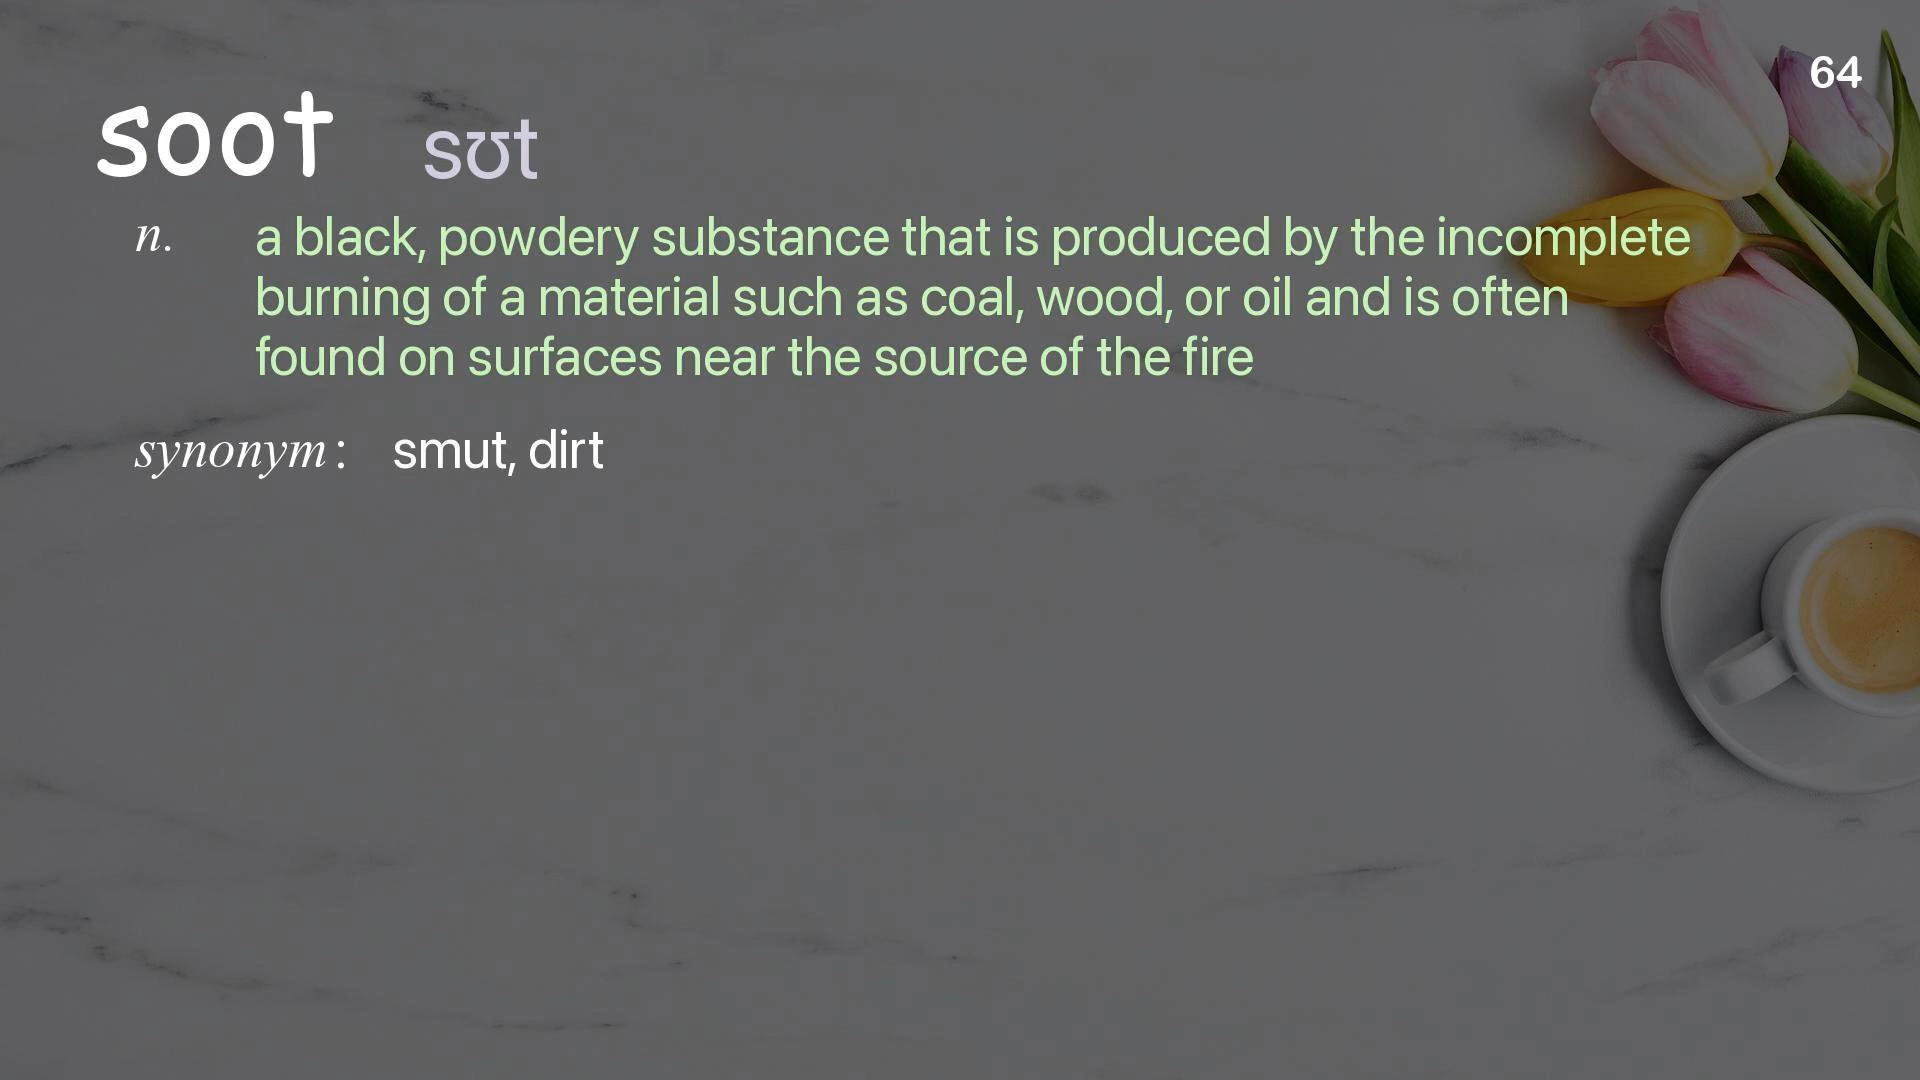 64
soot sʊt
n. a black, powdery substance that is produced by the incomplete
burning of a material such as coal, wood, or oil and is often
found on surfaces near the source of the fire
synonym : smut, dirt